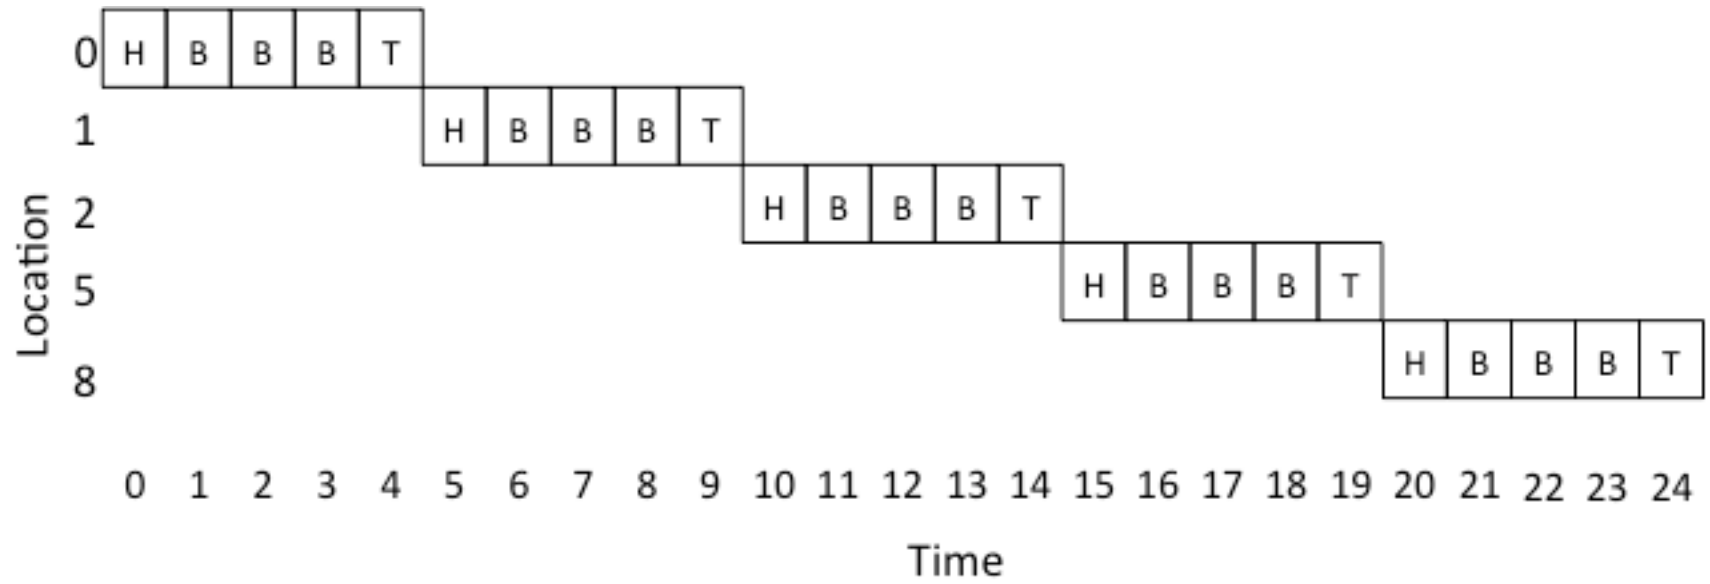 0 H B B B T
1 H B B B T
2 H B B B T
5 H B B B T
8 H B B B T
Location
0 1 2 3 4 5 6 7 8 9 10 11 12 13 14 15 16 17 18 19 20 21 22 23 24
Time